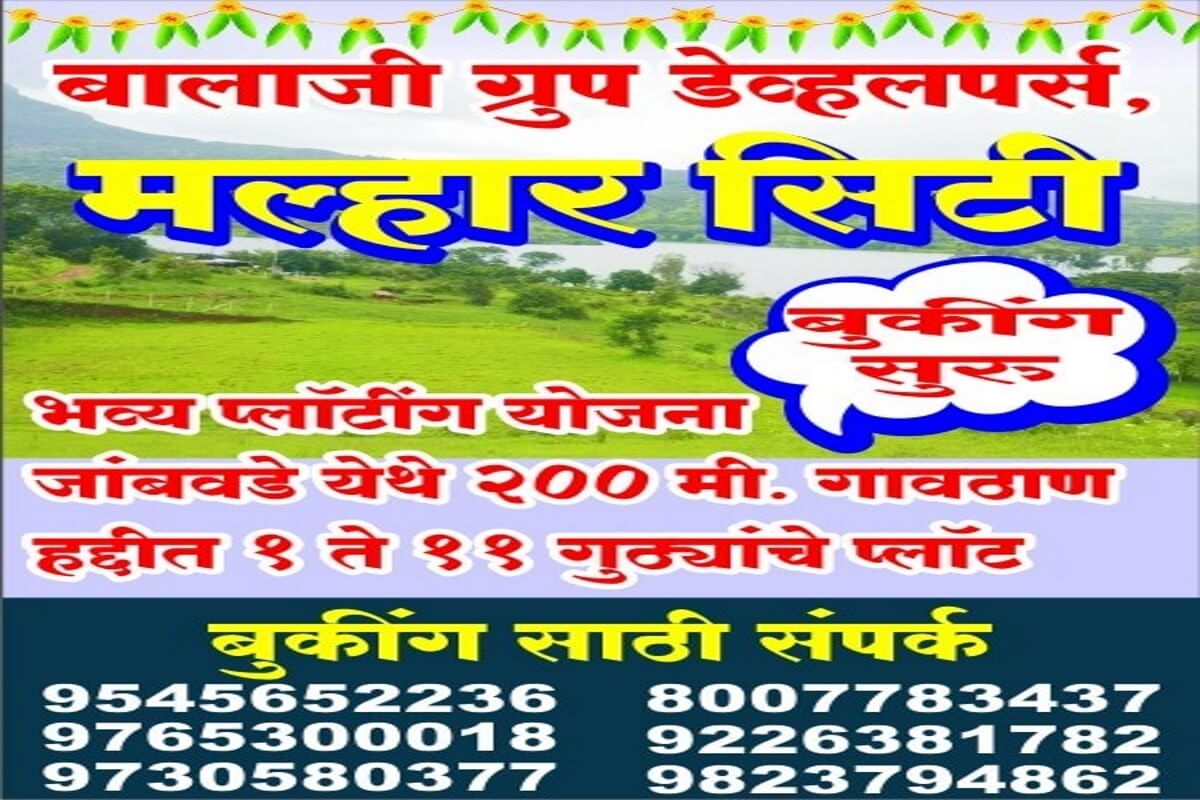 बालाजी ग्रुप डेव्हलपर्स,
मल्हार सिटी
बुकींग
सुरु
भव्य प्लॉटींग योजना
जांबवडे येथे २०० मी. गावठाण
हद्दीत १ ते ११ गुठ्यांचे प्लॉट
बुकींग साठी संपर्क
9545652236 8007783437
9765300018 9226381782
9730580377 9823794862